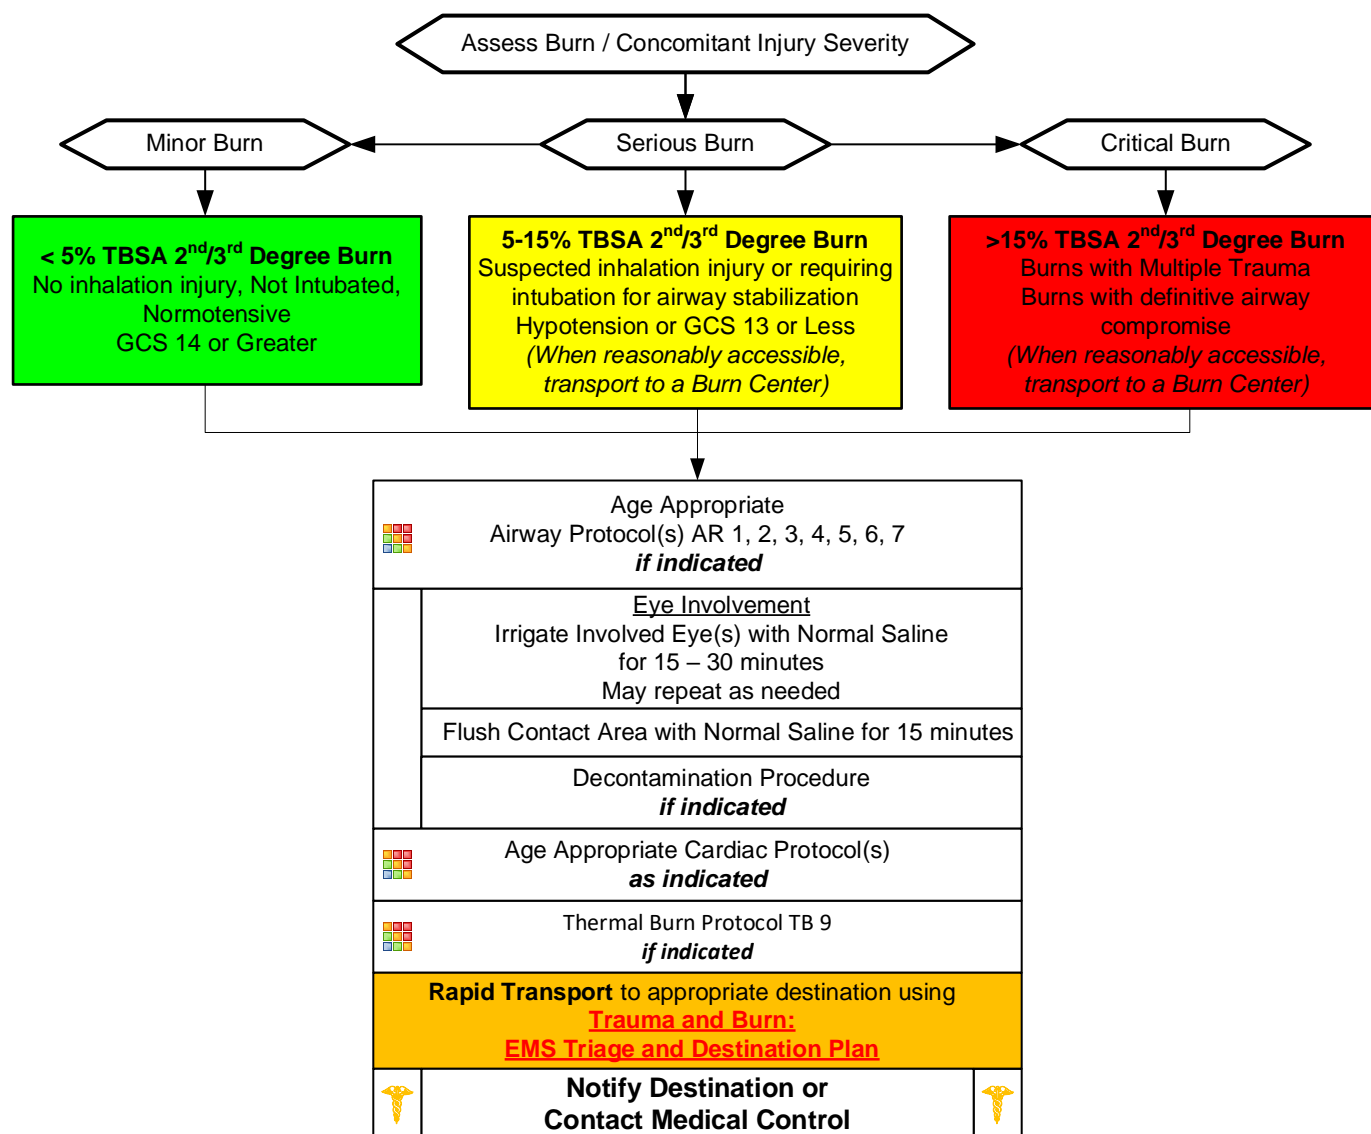 Assess Burn / Concomitant Injury Severity
Minor Burn
Serious Burn
Critical Burn
< 5% TBSA 2nd/3rd Degree Burn
No inhalation injury, Not Intubated,
Normotensive
GCS 14 or Greater
5-15% TBSA 2nd/3rd Degree Burn
Suspected inhalation injury or requiring
intubation for airway stabilization
Hypotension or GCS 13 or Less
(When reasonably accessible,
transport to a Burn Center)
>15% TBSA 2nd/3rd Degree Burn
Burns with Multiple Trauma
Burns with definitive airway
compromise
(When reasonably accessible,
transport to a Burn Center)
Age Appropriate
Airway Protocol(s) AR 1, 2, 3, 4, 5, 6, 7
if indicated
Eye Involvement
Irrigate Involved Eye(s) with Normal Saline
for 15 – 30 minutes
May repeat as needed
Flush Contact Area with Normal Saline for 15 minutes
Decontamination Procedure
if indicated
Age Appropriate Cardiac Protocol(s)
as indicated
Thermal Burn Protocol TB 9
if indicated
Rapid Transport to appropriate destination using
Trauma and Burn:
EMS Triage and Destination Plan
Notify Destination or
Contact Medical Control